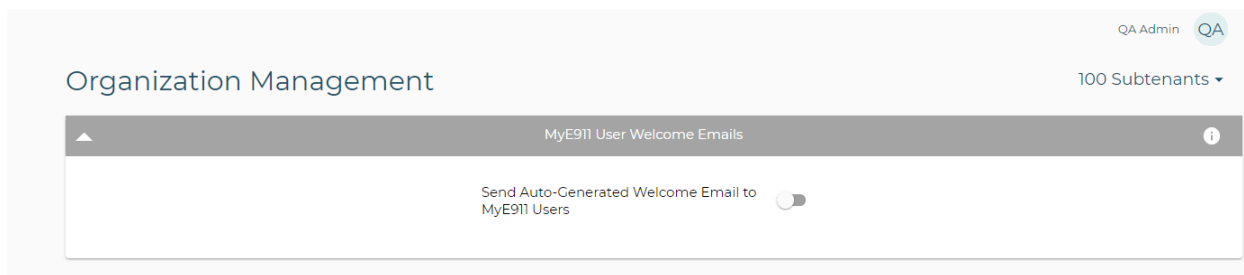 QA Admin QA
Organization Management
100 Subtenants
MyE911 User Welcome Emails
Send Auto-Generated Welcome Email to
MyE911 Users